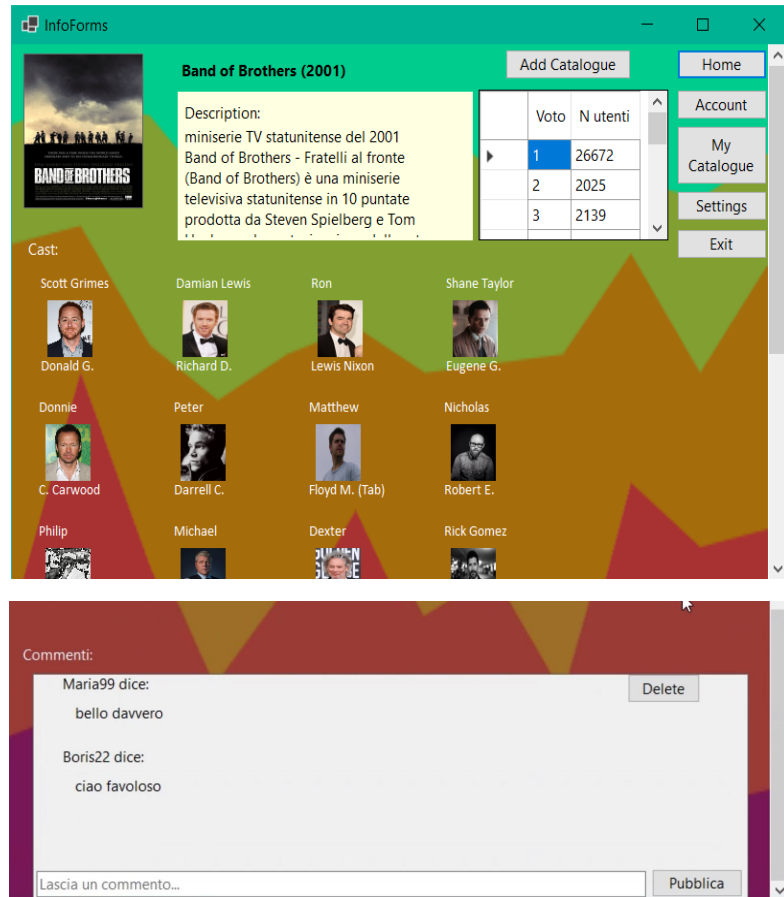 InfoForms
Band of Brothers (2001)
Add Catalogue
Home
Account
My
Catalogue
Settings
Exit
BAND OF BROTHERS
Description:
miniserie TV statunitense del 2001
Band of Brothers - Fratelli al fronte
(Band of Brothers) è una miniserie
televisiva statunitense in 10 puntate
prodotta da Steven Spielberg e Tom
Voto N utenti
1 26672
2 2025
3 2139
Cast:
Scott Grimes Damian Lewis Ron Shane Taylor
Donald G. Richard D. Lewis Nixon Eugene G.
Donnie Peter Matthew Nicholas
C. Carwood Darrell C. Floyd M. (Tab) Robert E.
Philip Michael Dexter Rick Gomez
Commenti:
Maria99 dice:
Delete
bello davvero
Boris22 dice:
ciao favoloso
Lascia un commento...
Pubblica